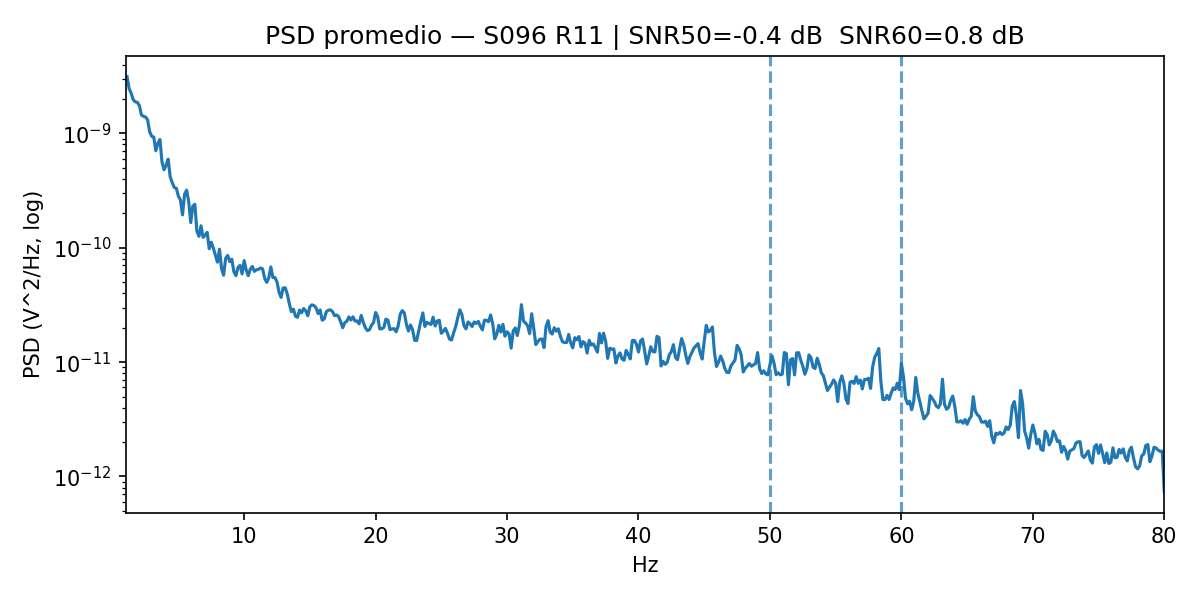 PSD promedio — S096 R11 | SNR50=-0.4 dB  SNR60=0.8 dB
PSD (V^2/Hz, log)
10⁻⁹
10⁻¹⁰
10⁻¹¹
10⁻¹²
10 20 30 40 50 60 70 80
Hz